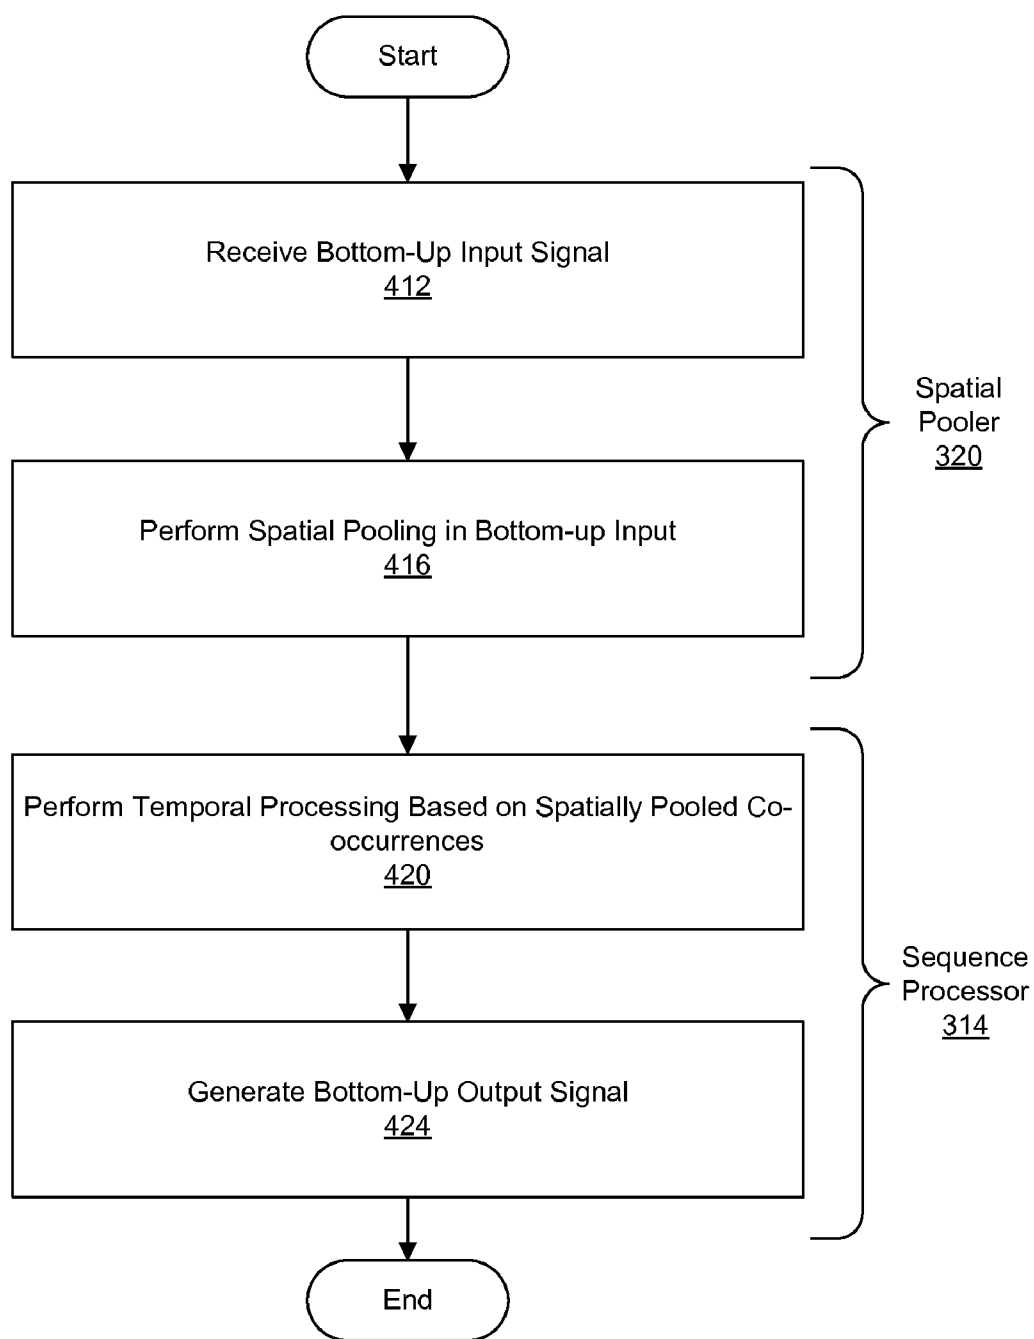 Start
Receive Bottom-Up Input Signal
412
Spatial
Pooler
320
Perform Spatial Pooling in Bottom-up Input
416
Perform Temporal Processing Based on Spatially Pooled Co-
occurrences
420
Sequence
Processor
314
Generate Bottom-Up Output Signal
424
End